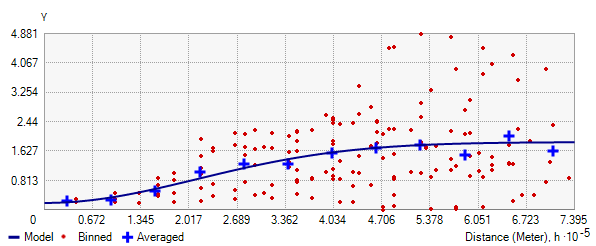 γ
4.881
4.067
3.254
2.44
1.627
0.813
0 0.672 1.345 2.017 2.689 3.362 4.034 4.706 5.378 6.051 6.723 7.395
Model Binned Averaged Distance (Meter), h ·10⁻⁵